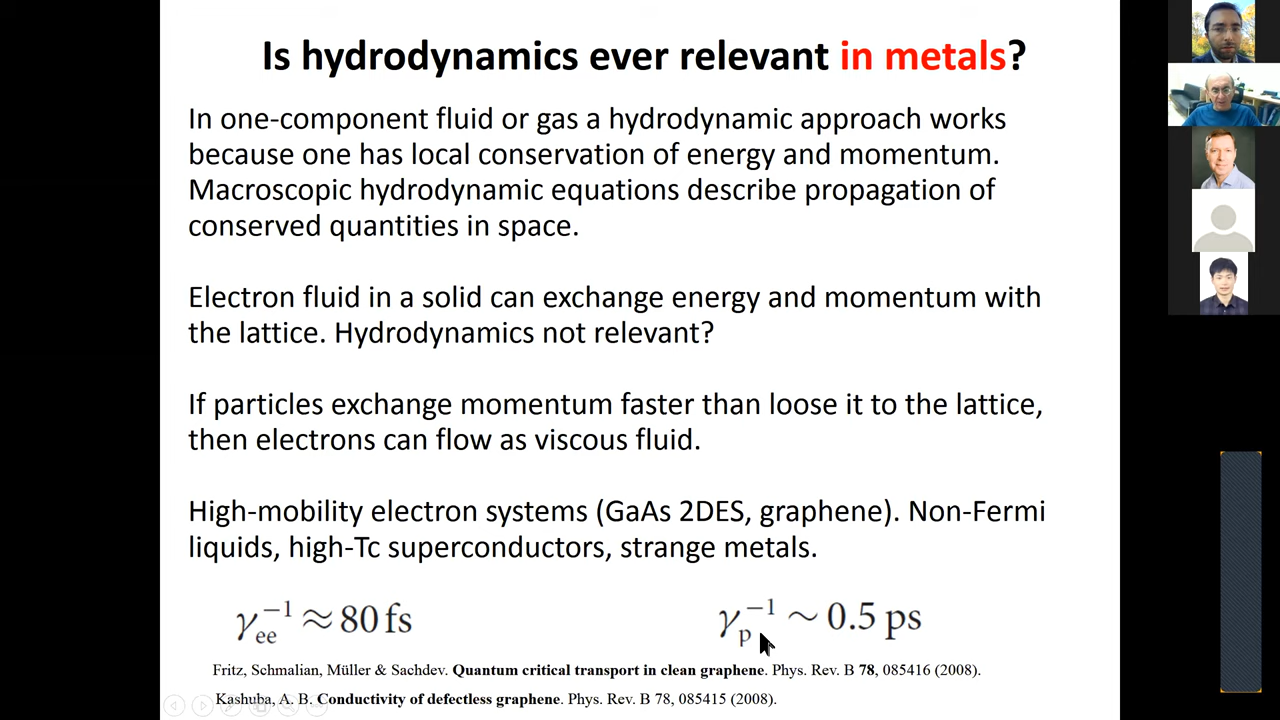 Is hydrodynamics ever relevant in metals?
In one-component fluid or gas a hydrodynamic approach works
because one has local conservation of energy and momentum.
Macroscopic hydrodynamic equations describe propagation of
conserved quantities in space.
Electron fluid in a solid can exchange energy and momentum with
the lattice. Hydrodynamics not relevant?
If particles exchange momentum faster than loose it to the lattice,
then electrons can flow as viscous fluid.
High-mobility electron systems (GaAs 2DES, graphene). Non-Fermi
liquids, high-Tc superconductors, strange metals.
γ_ee^−1 ≈ 80 fs
γ_p^−1 ∼ 0.5 ps
Fritz, Schmalian, Müller & Sachdev. Quantum critical transport in clean graphene. Phys. Rev. B 78, 085416 (2008).
Kashuba, A. B. Conductivity of defectless graphene. Phys. Rev. B 78, 085415 (2008).